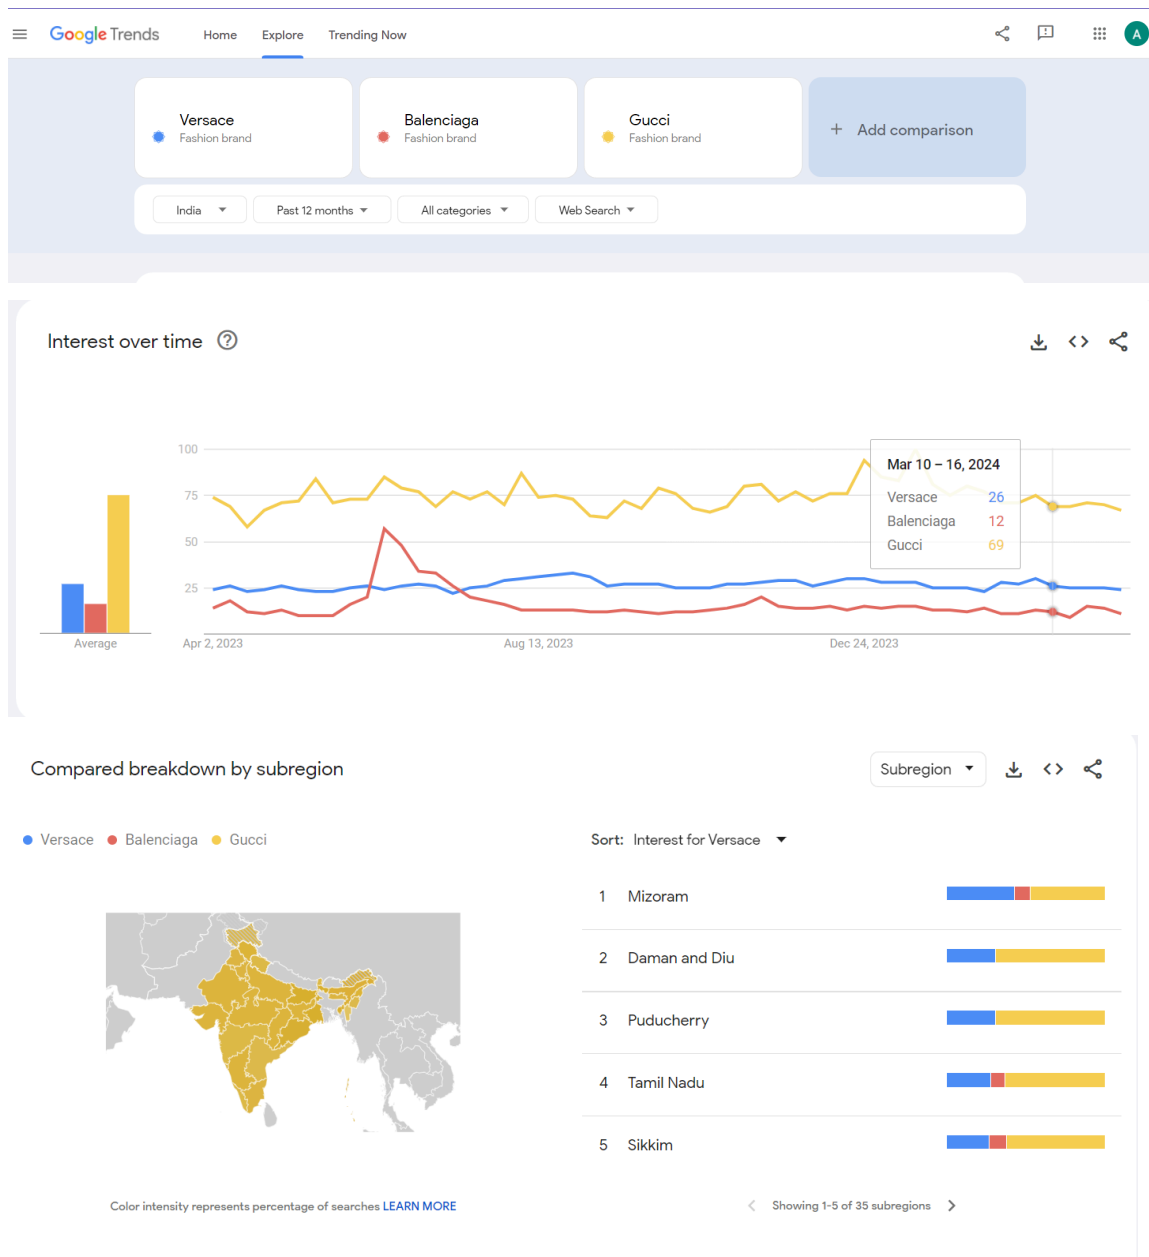 Google Trends Home Explore Trending Now A
Versace
Fashion brand
Balenciaga
Fashion brand
Gucci
Fashion brand
+ Add comparison
India Past 12 months All categories Web Search
Interest over time ?
100
75
50
25
Average
Apr 2, 2023 Aug 13, 2023 Dec 24, 2023
Mar 10 – 16, 2024
Versace 26
Balenciaga 12
Gucci 69
Compared breakdown by subregion Subregion
Versace Balenciaga Gucci
Sort: Interest for Versace
1 Mizoram
2 Daman and Diu
3 Puducherry
4 Tamil Nadu
5 Sikkim
Color intensity represents percentage of searches LEARN MORE
Showing 1-5 of 35 subregions